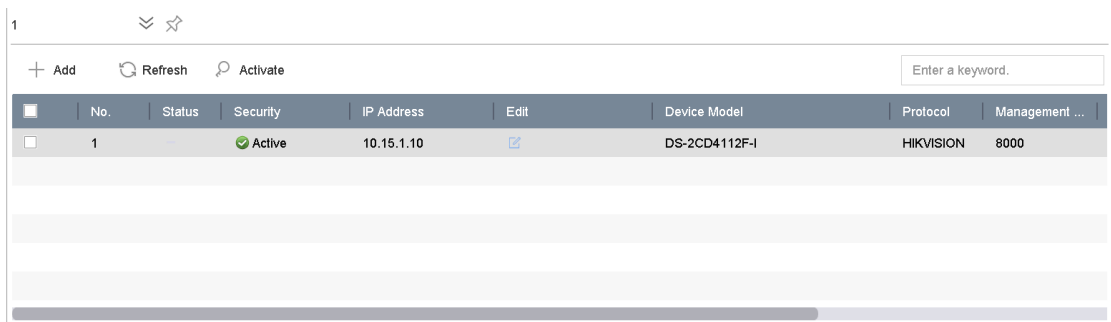 1
Add Refresh Activate Enter a keyword.
No. Status Security IP Address Edit Device Model Protocol Management ...
1 Active 10.15.1.10 DS-2CD4112F-I HIKVISION 8000